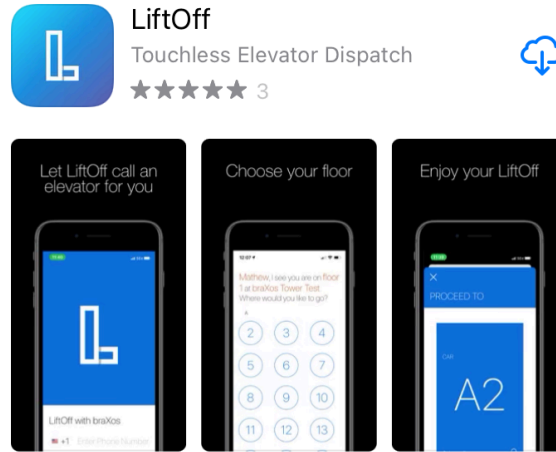 LiftOff
Touchless Elevator Dispatch
3
Let LiftOff call an
elevator for you
LiftOff with braXos
+1 Enter Phone Number
Choose your floor
12:07
Mathew, I see you are on floor
1 at braXos Tower Test
Where would you like to go?
2 3 4
5 6 7
8 9 10
11 12 13
Enjoy your LiftOff
PROCEED TO
CAR
A2